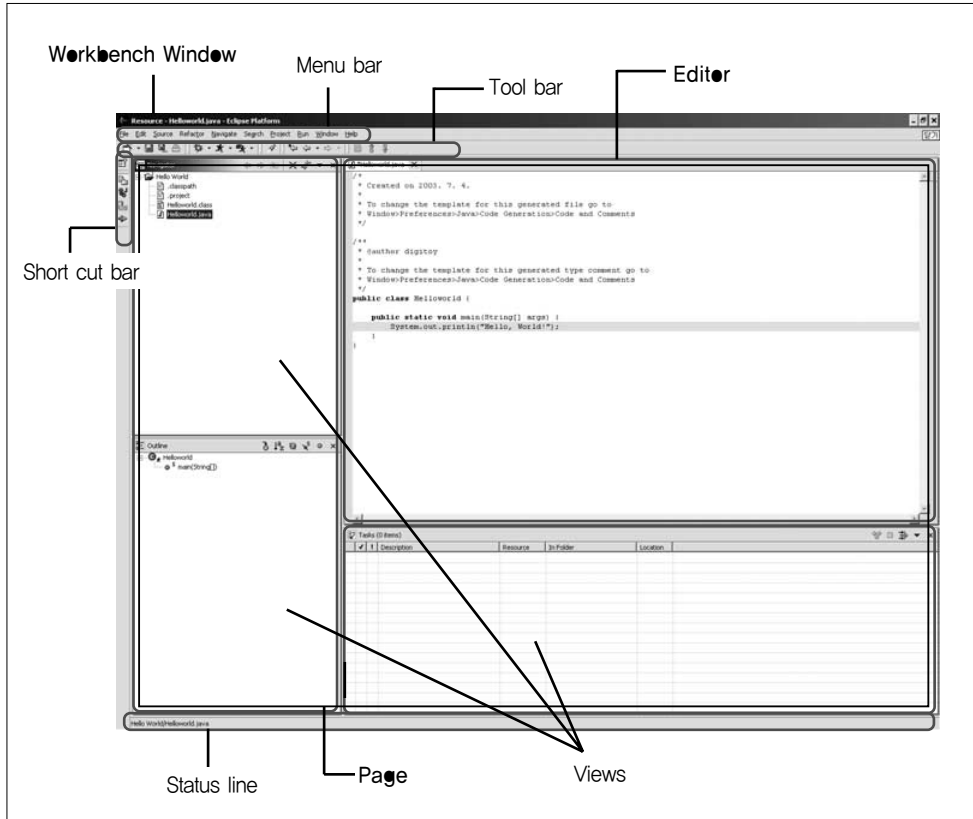 Workbench Window
Menu bar
Tool bar
Editor
Resource - Helloworld.java - Eclipse Platform
File Edit Source Refactor Navigate Search Project Run Window Help
Hello World
.classpath
.project
Helloworld.class
Helloworld.java
/*
* Created on 2003. 7. 4.
*
* To change the template for this generated file go to
* Window>Preferences>Java>Code Generation>Code and Comments
*/
/**
* @author digitoy
*
* To change the template for this generated type comment go to
* Window>Preferences>Java>Code Generation>Code and Comments
*/
public class Helloworld {
public static void main(String[] args) {
System.out.println("Hello, World!");
}
}
Short cut bar
Outline
Helloworld
main(String[])
Tasks (0 items)
! Description Resource In Folder Location
Hello World/Helloworld.java
Status line
Page
Views